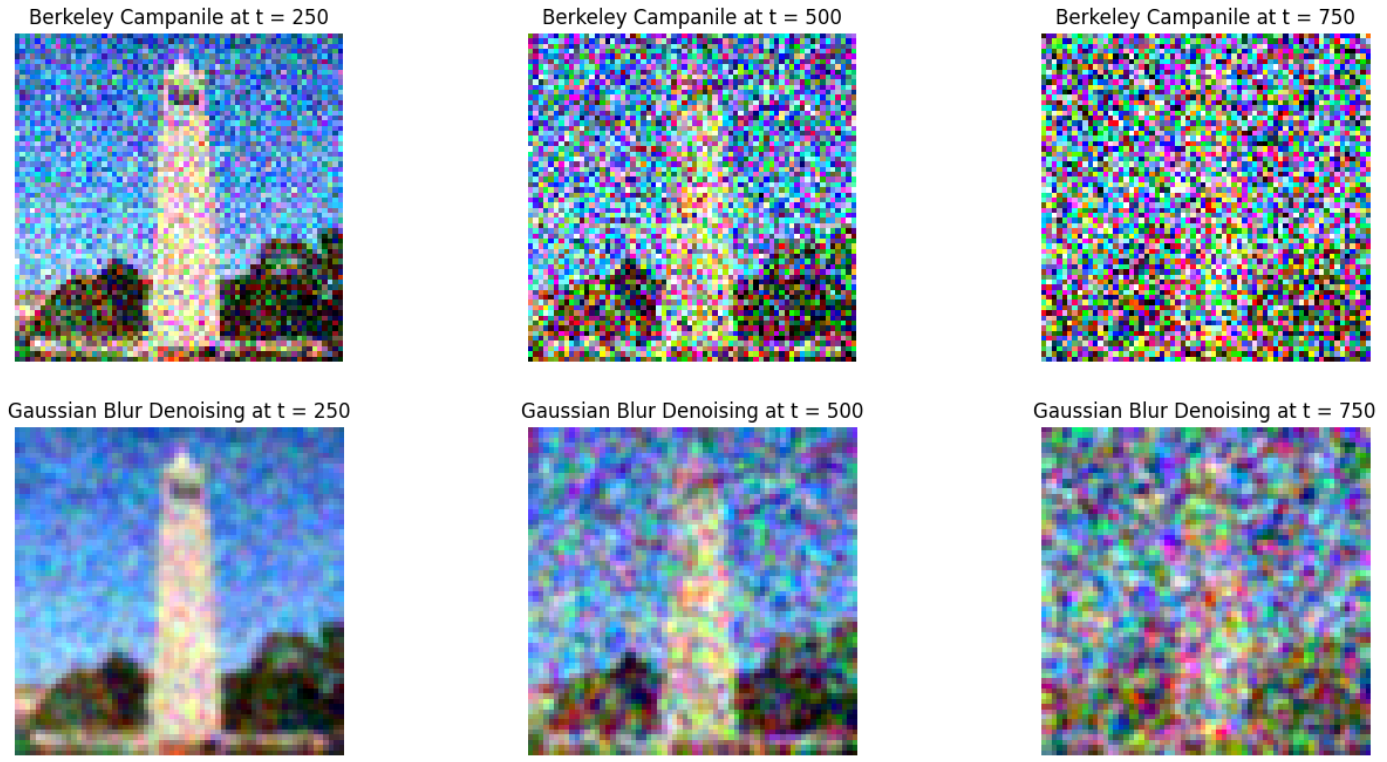 Berkeley Campanile at t = 250
Berkeley Campanile at t = 500
Berkeley Campanile at t = 750
Gaussian Blur Denoising at t = 250
Gaussian Blur Denoising at t = 500
Gaussian Blur Denoising at t = 750